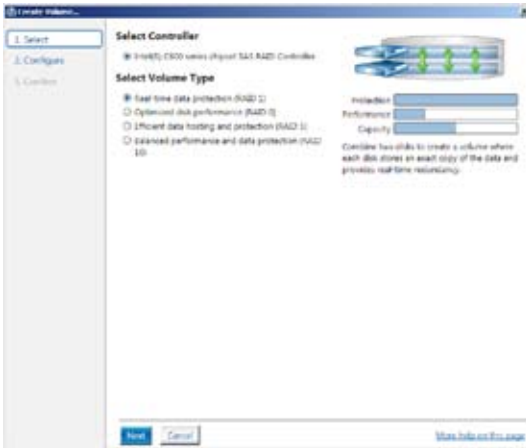 Create Volume...
1. Select
2. Configure
3. Confirm
Select Controller
Intel(R) C600 series chipset SAS RAID Controller
Select Volume Type
Real-time data protection (RAID 1)
Optimized disk performance (RAID 0)
Efficient data hosting and protection (RAID 5)
Balanced performance and data protection (RAID
10)
Protection
Performance
Capacity
Combine two disks to create a volume where
each disk stores an exact copy of the data and
provides real-time redundancy.
Next
Cancel
More help on this page